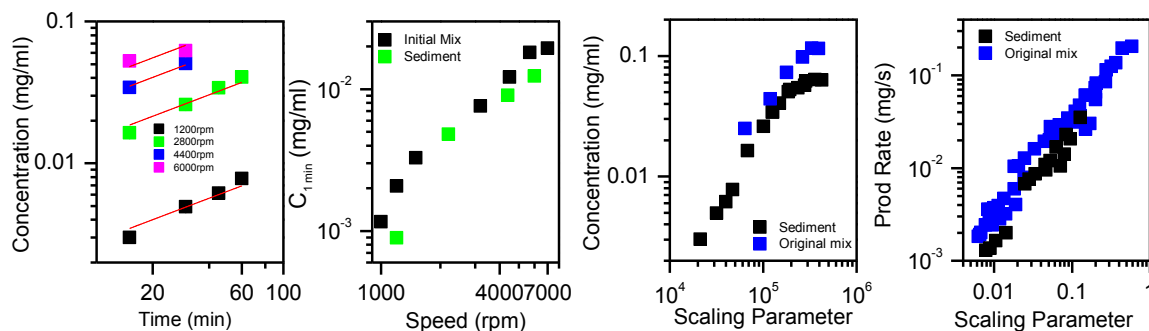 0.1
0.01
Concentration (mg/ml)
1200rpm
2800rpm
4400rpm
6000rpm
20
60
100
Time (min)
10⁻²
10⁻³
C1 min (mg/ml)
Initial Mix
Sediment
1000
4000
7000
Speed (rpm)
0.1
0.01
Concentration (mg/ml)
Sediment
Original mix
10⁴
10⁵
10⁶
Scaling Parameter
10⁻¹
10⁻²
10⁻³
Prod Rate (mg/s)
Sediment
Original mix
0.01
0.1
1
Scaling Parameter